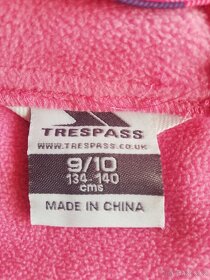 TRESPASS
WWW.TRESPASS.CO.UK
9/10
134-140
cms
MADE IN CHINA